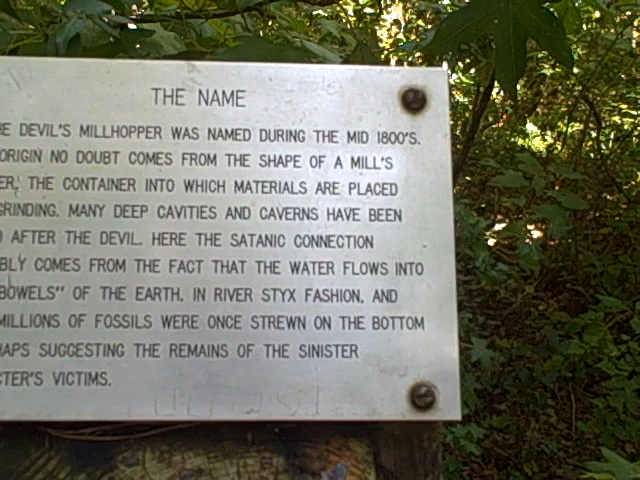 THE NAME
HE DEVIL'S MILLHOPPER WAS NAMED DURING THE MID 1800'S.
ORIGIN NO DOUBT COMES FROM THE SHAPE OF A MILL'S
ER, THE CONTAINER INTO WHICH MATERIALS ARE PLACED
GRINDING. MANY DEEP CAVITIES AND CAVERNS HAVE BEEN
D AFTER THE DEVIL. HERE THE SATANIC CONNECTION
BLY COMES FROM THE FACT THAT THE WATER FLOWS INTO
BOWELS" OF THE EARTH, IN RIVER STYX FASHION, AND
MILLIONS OF FOSSILS WERE ONCE STREWN ON THE BOTTOM
HAPS SUGGESTING THE REMAINS OF THE SINISTER
CTER'S VICTIMS.